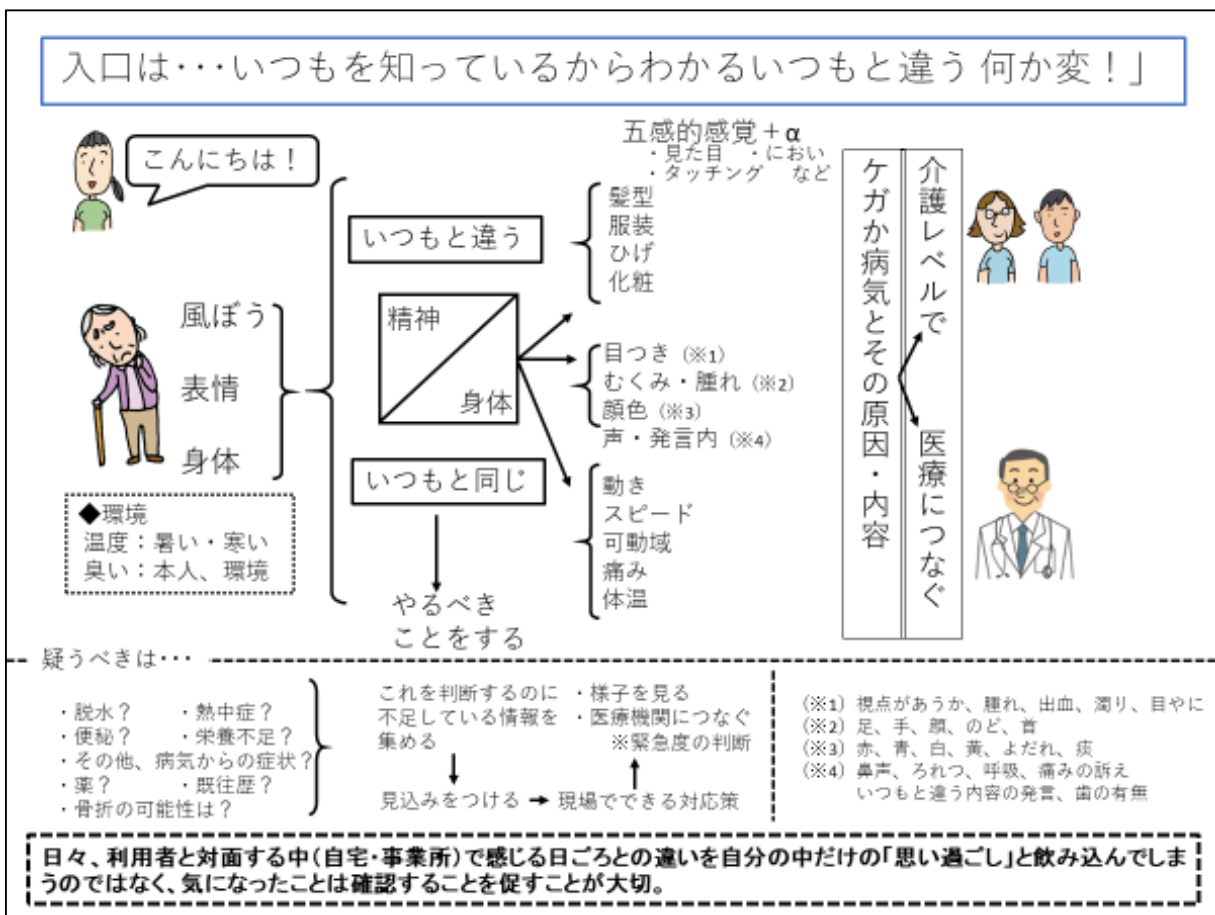 入口は・・・いつもを知っているからわかるいつもと違う 何か変！」
こんにちは！
風ぼう
表情
身体
◆環境
温度：暑い・寒い
臭い：本人、環境
いつもと違う
精神
身体
いつもと同じ
やるべき
ことをする
五感的感覚＋α
・見た目　・におい
・タッチング　など
髪型
服装
ひげ
化粧
目つき（※1）
むくみ・腫れ（※2）
顔色（※3）
声・発言内（※4）
動き
スピード
可動域
痛み
体温
ケガか病気とその原因・内容
介護レベルで
医療につなぐ
疑うべきは・・・
・脱水？　・熱中症？
・便秘？　・栄養不足？
・その他、病気からの症状？
・薬？　・既往歴？
・骨折の可能性は？
これを判断するのに
不足している情報を
集める
見込みをつける
現場でできる対応策
・様子を見る
・医療機関につなぐ
※緊急度の判断
（※1）視点があうか、腫れ、出血、濁り、目やに
（※2）足、手、顔、のど、首
（※3）赤、青、白、黄、よだれ、痰
（※4）鼻声、ろれつ、呼吸、痛みの訴え
いつもと違う内容の発言、歯の有無
日々、利用者と対面する中（自宅・事業所）で感じる日ごろとの違いを自分の中だけの「思い過ごし」と飲み込んでしま
うのではなく、気になったことは確認することを促すことが大切。